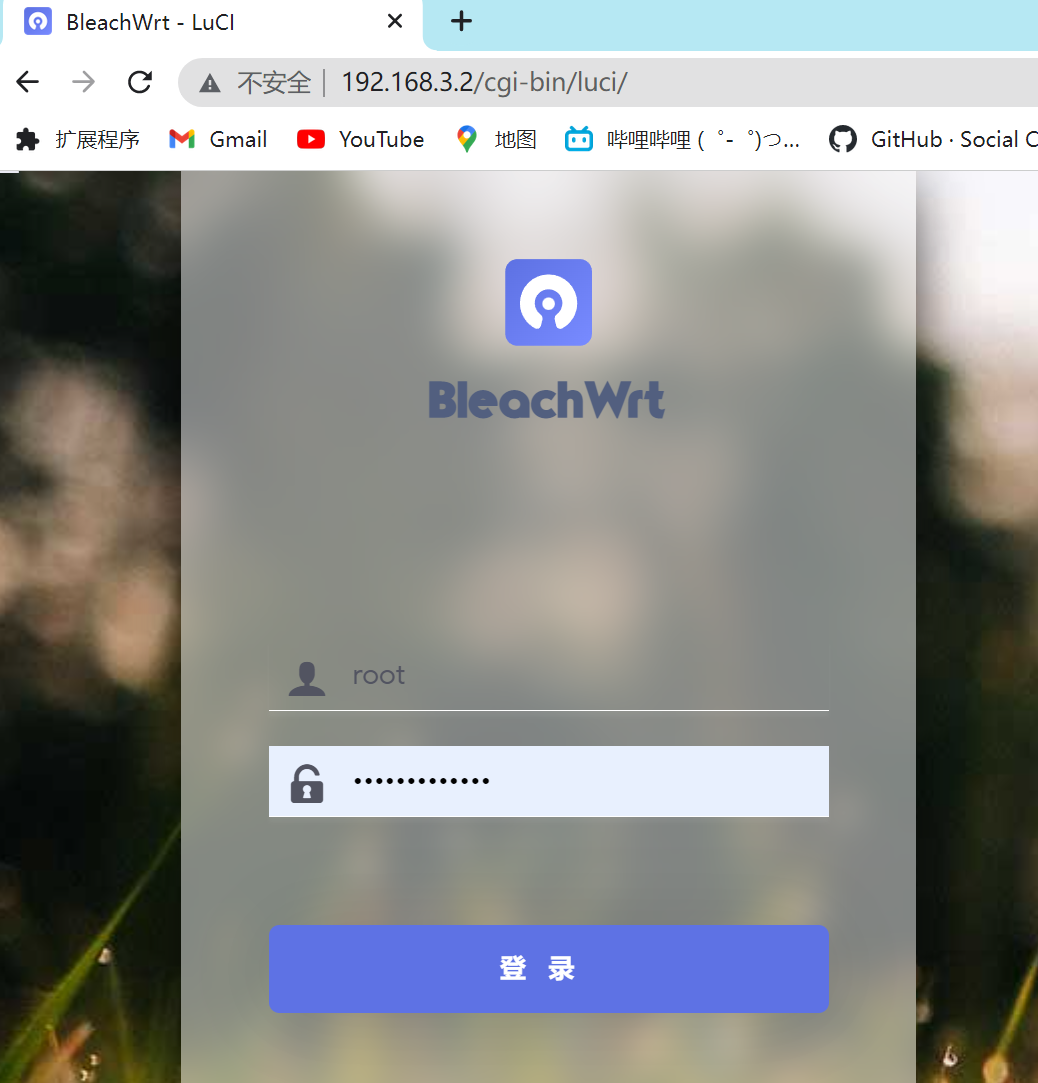 BleachWrt - LuCI
不安全 | 192.168.3.2/cgi-bin/luci/
扩展程序 Gmail YouTube 地图 哔哩哔哩 ( ゜- ゜)つ... GitHub · Social C
BleachWrt
root
•••••••••••••
登 录